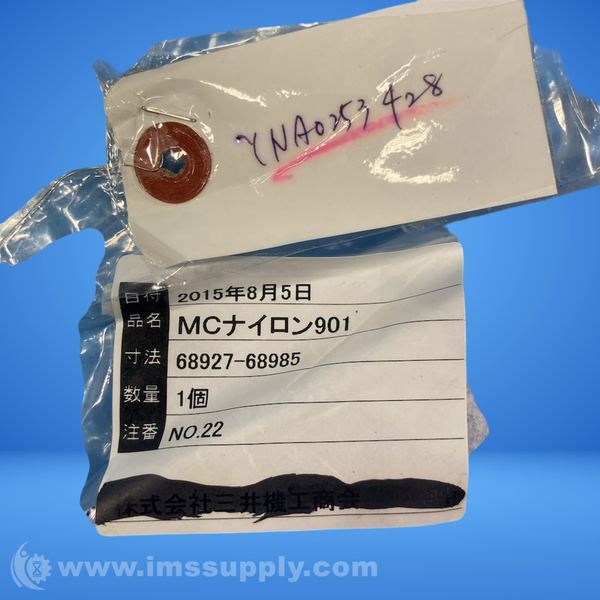 YNA0253428
日付 2015年8月5日
品名 MCナイロン901
寸法 68927-68985
数量 1個
注番 NO.22
株式会社三井機工商会
www.imssupply.com